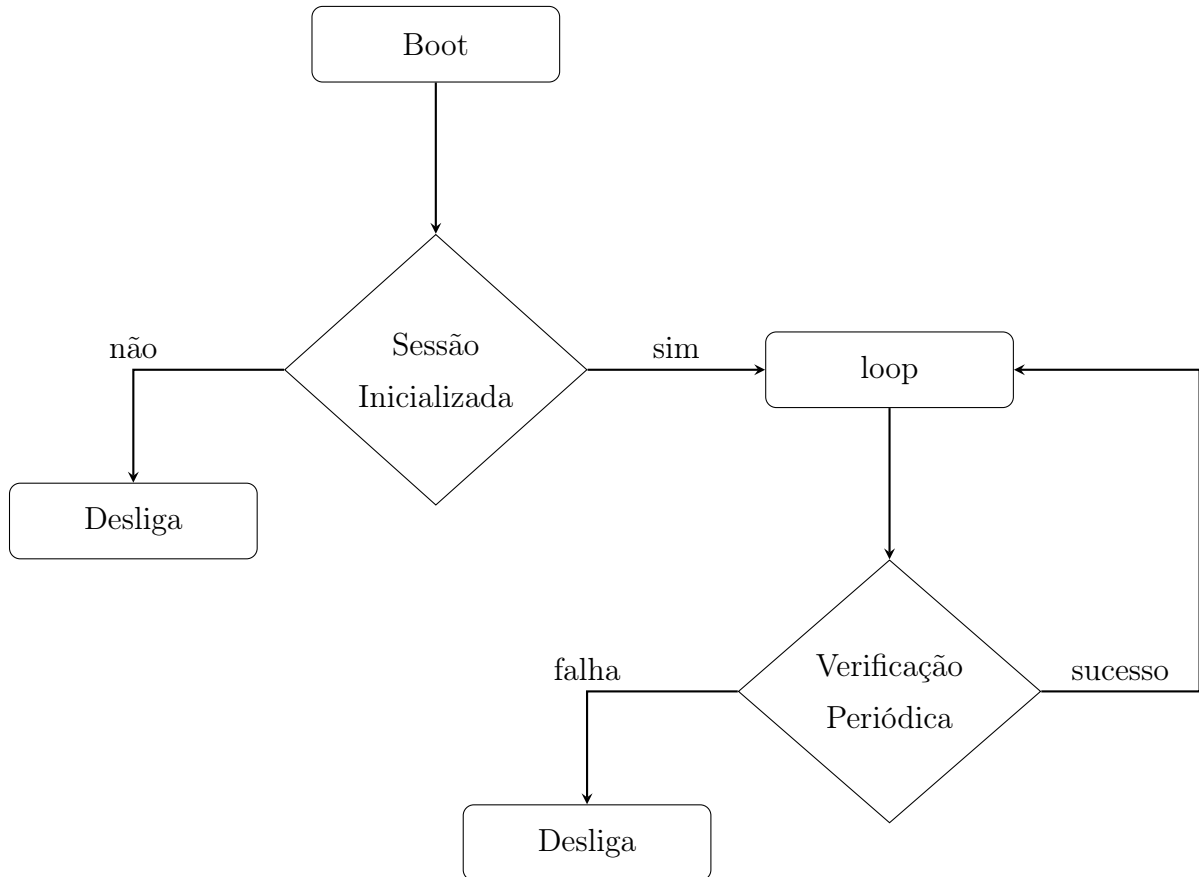 Boot
não
Sessão
Inicializada
sim
loop
Desliga
falha
Verificação
Periódica
sucesso
Desliga